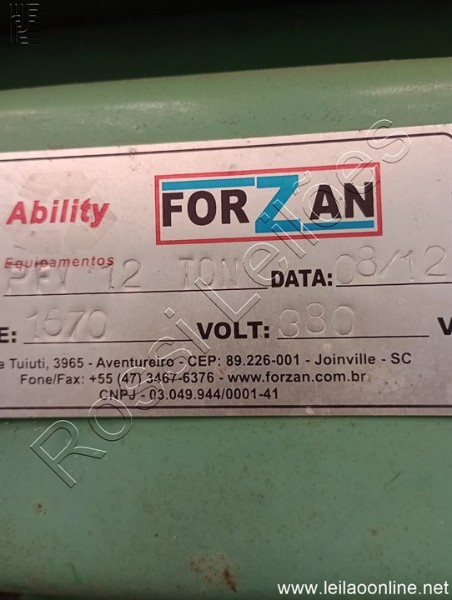 Ability FORZAN
Equipamentos
PFV 12 TON DATA: 08/12
E: 1570 VOLT: 380 V
a Tuiuti, 3965 - Aventureiro - CEP: 89.226-001 - Joinville - SC
Fone/Fax: +55 (47) 3467-6376 - www.forzan.com.br
CNPJ - 03.049.944/0001-41
Rossi Leilões
www.leilaoonline.net